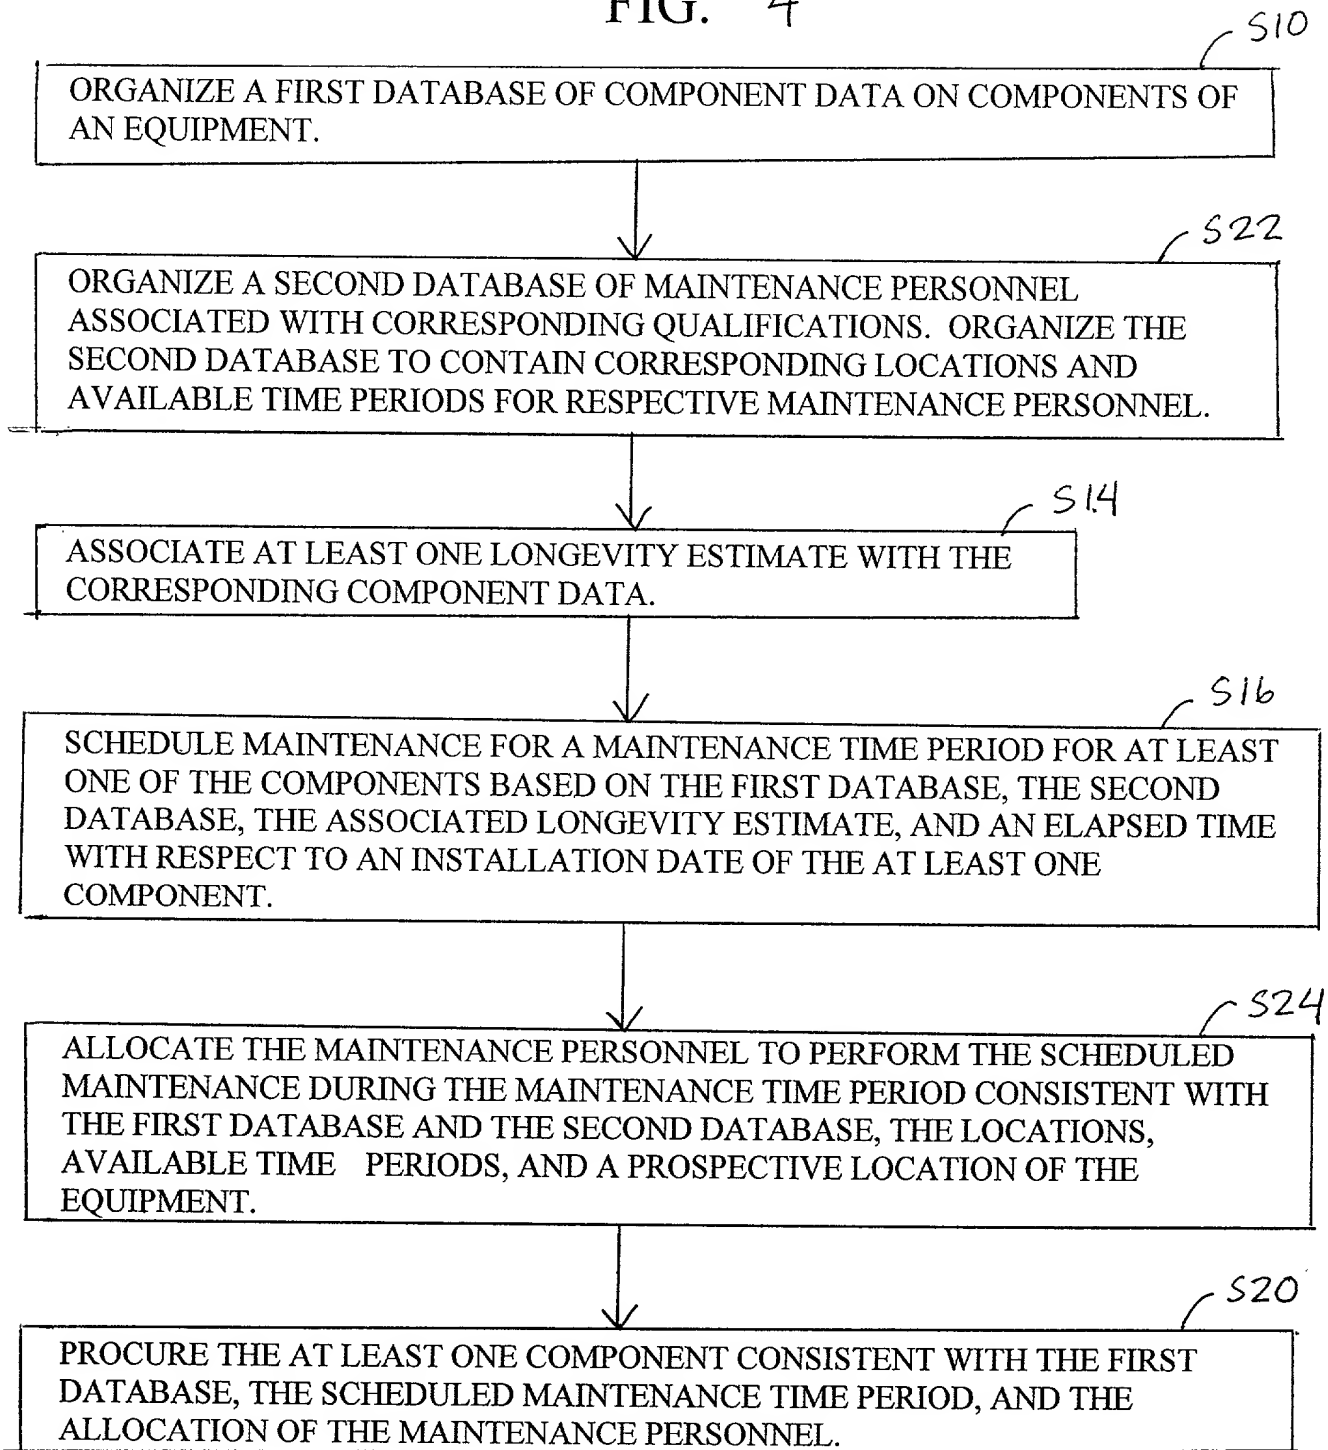 FIG. 4
S10
ORGANIZE A FIRST DATABASE OF COMPONENT DATA ON COMPONENTS OF
AN EQUIPMENT.
S22
ORGANIZE A SECOND DATABASE OF MAINTENANCE PERSONNEL
ASSOCIATED WITH CORRESPONDING QUALIFICATIONS. ORGANIZE THE
SECOND DATABASE TO CONTAIN CORRESPONDING LOCATIONS AND
AVAILABLE TIME PERIODS FOR RESPECTIVE MAINTENANCE PERSONNEL.
S14
ASSOCIATE AT LEAST ONE LONGEVITY ESTIMATE WITH THE
CORRESPONDING COMPONENT DATA.
S16
SCHEDULE MAINTENANCE FOR A MAINTENANCE TIME PERIOD FOR AT LEAST
ONE OF THE COMPONENTS BASED ON THE FIRST DATABASE, THE SECOND
DATABASE, THE ASSOCIATED LONGEVITY ESTIMATE, AND AN ELAPSED TIME
WITH RESPECT TO AN INSTALLATION DATE OF THE AT LEAST ONE
COMPONENT.
S24
ALLOCATE THE MAINTENANCE PERSONNEL TO PERFORM THE SCHEDULED
MAINTENANCE DURING THE MAINTENANCE TIME PERIOD CONSISTENT WITH
THE FIRST DATABASE AND THE SECOND DATABASE, THE LOCATIONS,
AVAILABLE TIME PERIODS, AND A PROSPECTIVE LOCATION OF THE
EQUIPMENT.
S20
PROCURE THE AT LEAST ONE COMPONENT CONSISTENT WITH THE FIRST
DATABASE, THE SCHEDULED MAINTENANCE TIME PERIOD, AND THE
ALLOCATION OF THE MAINTENANCE PERSONNEL.